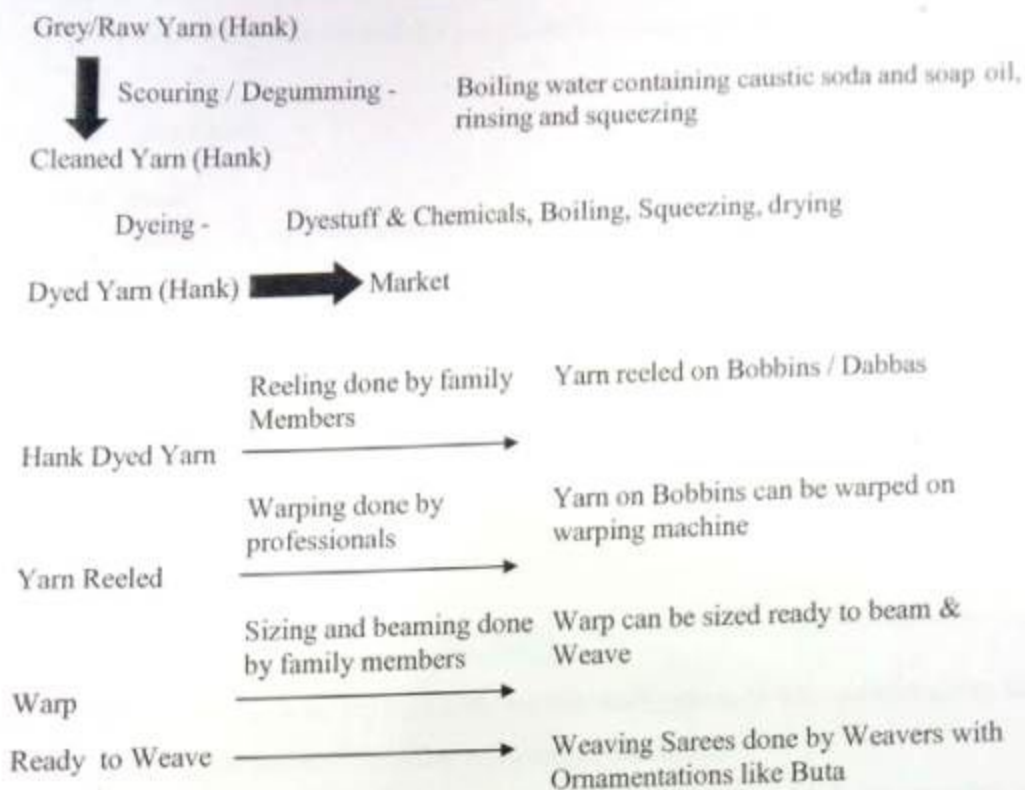 Grey/Raw Yarn (Hank)
Scouring / Degumming - Boiling water containing caustic soda and soap oil,
rinsing and squeezing
Cleaned Yarn (Hank)
Dyeing - Dyestuff & Chemicals, Boiling, Squeezing, drying
Dyed Yarn (Hank) Market
Reeling done by family Yarn reeled on Bobbins / Dabbas
Members
Hank Dyed Yarn
Warping done by Yarn on Bobbins can be warped on
professionals warping machine
Yarn Reeled
Sizing and beaming done Warp can be sized ready to beam &
by family members Weave
Warp
Ready to Weave Weaving Sarees done by Weavers with
Ornamentations like Buta